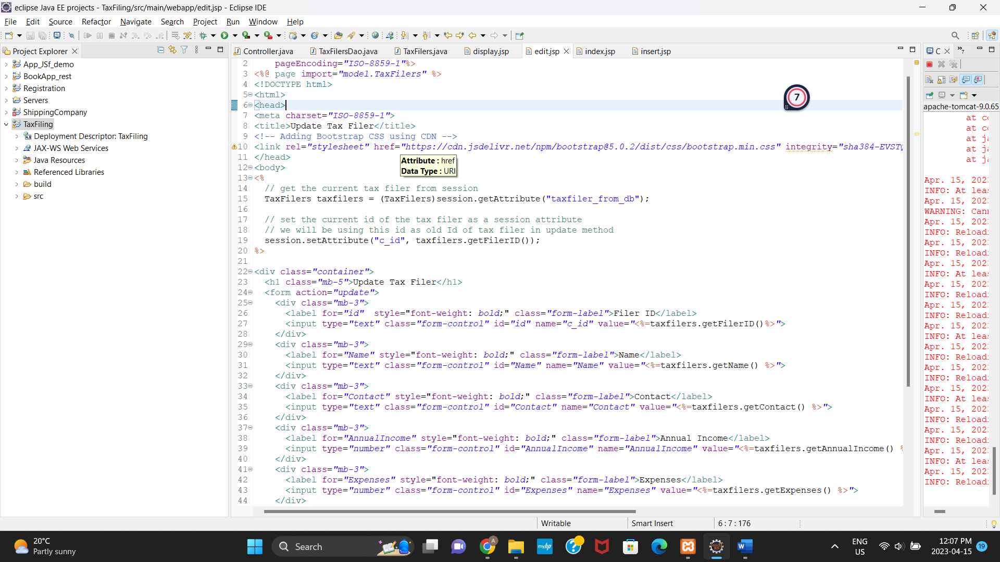 eclipse Java EE projects - TaxFiling/src/main/webapp/edit.jsp - Eclipse IDE
File Edit Source Refactor Navigate Search Project Run Window Help
Project Explorer
App_JSf_demo
BookApp_rest
Registration
Servers
ShippingCompany
TaxFiling
Deployment Descriptor: TaxFiling
JAX-WS Web Services
Java Resources
Referenced Libraries
build
src
Controller.java TaxFilersDao.java TaxFilers.java display.jsp edit.jsp index.jsp insert.jsp
2 pageEncoding="ISO-8859-1"%>
3 <%@ page import="model.TaxFilers" %>
4 <!DOCTYPE html>
5 <html>
6 <head>
7 <meta charset="ISO-8859-1">
8 <title>Update Tax Filer</title>
9 <!-- Adding Bootstrap CSS using CDN -->
10 <link rel="stylesheet" href="https://cdn.jsdelivr.net/npm/bootstrap@5.0.2/dist/css/bootstrap.min.css" integrity="sha384-EVST
11 </head>
Attribute : href
Data Type : URI
12 <body>
13 <%
14 // get the current tax filer from session
15 TaxFilers taxfilers = (TaxFilers)session.getAttribute("taxfiler_from_db");
16
17 // set the current id of the tax filer as a session attribute
18 // we will be using this id as old Id of tax filer in update method
19 session.setAttribute("c_id", taxfilers.getFilerID());
20 %>
21
22 <div class="container">
23 <h1 class="mb-5">Update Tax Filer</h1>
24 <form action="update">
25 <div class="mb-3">
26 <label for="id"  style="font-weight: bold;" class="form-label">Filer ID</label>
27 <input type="text" class="form-control" id="id" name="c_id" value="<%=taxfilers.getFilerID()%>">
28 </div>
29 <div class="mb-3">
30 <label for="Name" style="font-weight: bold;" class="form-label">Name</label>
31 <input type="text" class="form-control" id="Name" name="Name" value="<%=taxfilers.getName() %>">
32 </div>
33 <div class="mb-3">
34 <label for="Contact" style="font-weight: bold;" class="form-label">Contact</label>
35 <input type="text" class="form-control" id="Contact" name="Contact" value="<%=taxfilers.getContact() %>">
36 </div>
37 <div class="mb-3">
38 <label for="AnnualIncome" style="font-weight: bold;" class="form-label">Annual Income</label>
39 <input type="number" class="form-control" id="AnnualIncome" name="AnnualIncome" value="<%=taxfilers.getAnnualIncome()
40 </div>
41 <div class="mb-3">
42 <label for="Expenses" style="font-weight: bold;" class="form-label">Expenses</label>
43 <input type="number" class="form-control" id="Expenses" name="Expenses" value="<%=taxfilers.getExpenses() %>">
44 </div>
7
C
7
apache-tomcat-9.0.65
at co
at co
at ja
at ja
at ja
Apr. 15, 202
INFO: At leas
Apr. 15, 202
WARNING: Can
Apr. 15, 202
INFO: Reload
Apr. 15, 202
INFO: Reload
Apr. 15, 202
INFO: At leas
Apr. 15, 202
INFO: Reload
Apr. 15, 202
INFO: Reload
Apr. 15, 202
INFO: At leas
Apr. 15, 202
INFO: Reload
Apr. 15, 202
INFO: Reload
Apr. 15, 202
INFO: At leas
Apr. 15, 202
INFO: Reload
Apr. 15, 202
INFO: Reload
Apr. 15, 202
INFO: At leas
Apr. 15, 202
INFO: Reload
Writable Smart Insert 6 : 7 : 176
20°C
Partly sunny
Search
myhp
ENG
US
12:07 PM
2023-04-15
19